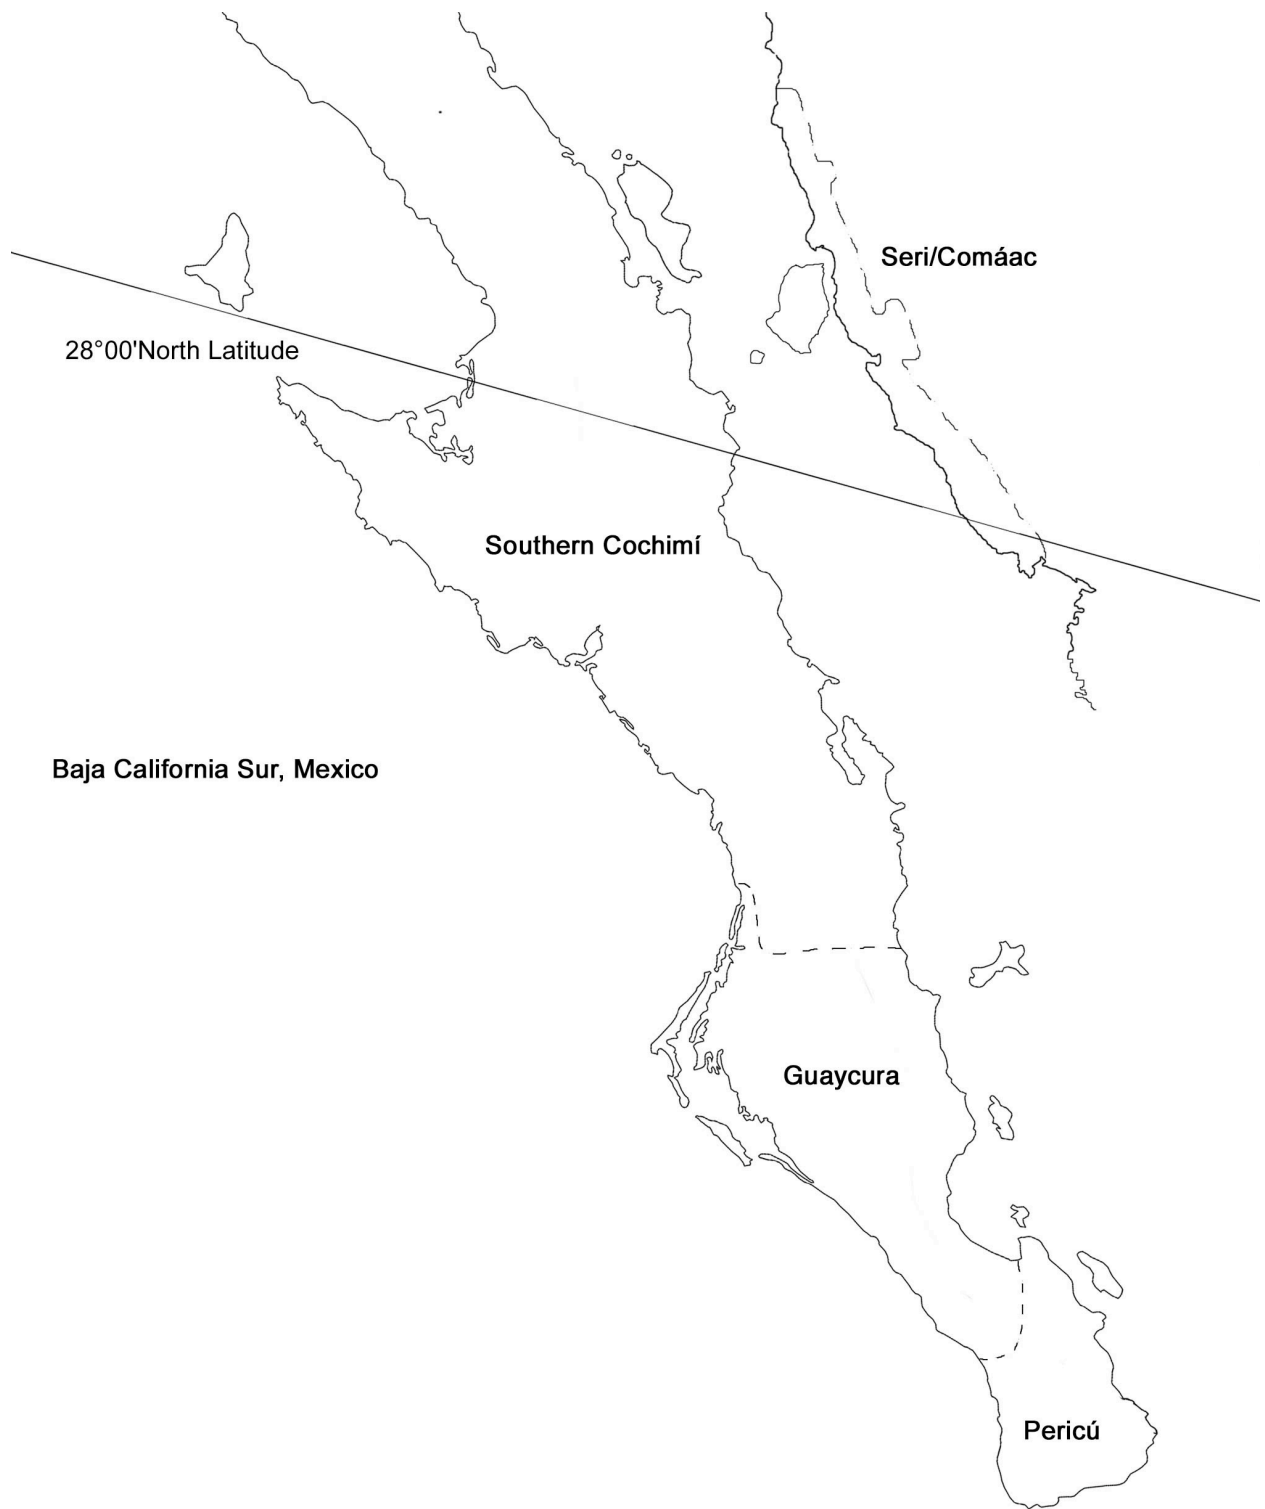 Seri/Comáac
28°00'North Latitude
Southern Cochimí
Baja California Sur, Mexico
Guaycura
Pericú